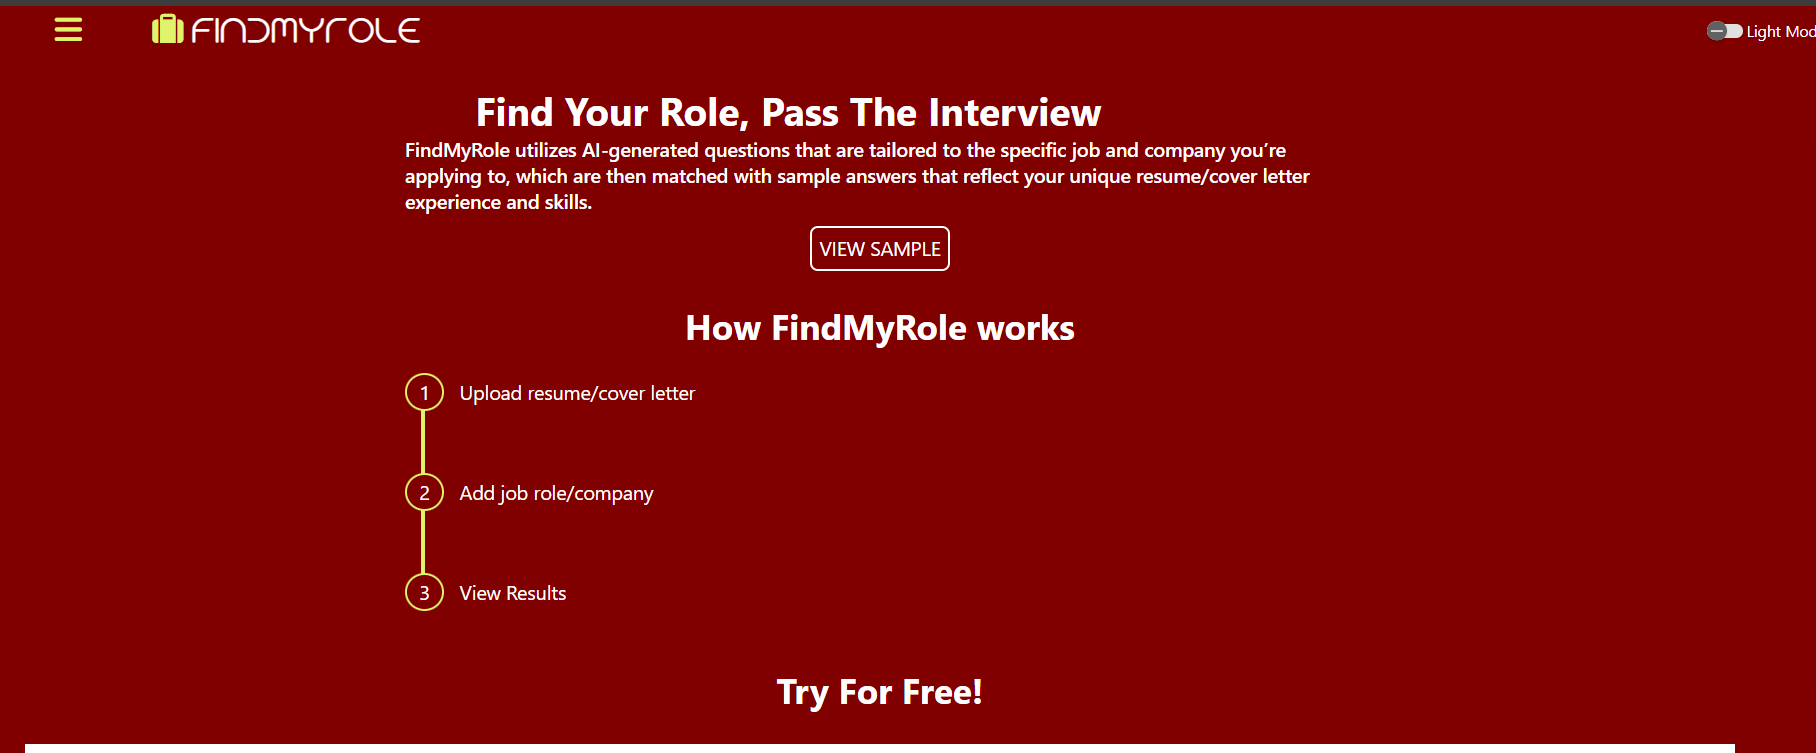 FINDMYROLE
Light Mod
Find Your Role, Pass The Interview
FindMyRole utilizes AI-generated questions that are tailored to the specific job and company you’re
applying to, which are then matched with sample answers that reflect your unique resume/cover letter
experience and skills.
VIEW SAMPLE
How FindMyRole works
1 Upload resume/cover letter
2 Add job role/company
3 View Results
Try For Free!